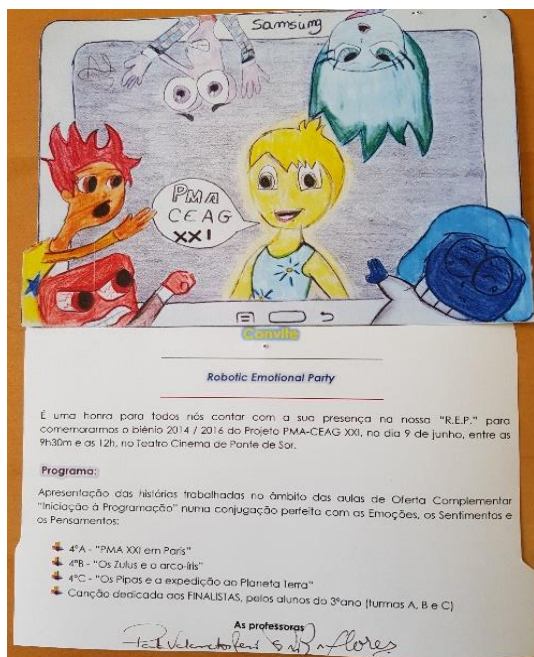 Samsung
PMA
CEAG
XXI
Convite
Robotic Emotional Party
É uma honra para todos nós contar com a sua presença na nossa "R.E.P." para
comemorarmos o biénio 2014 / 2016 do Projeto PMA-CEAG XXI, no dia 9 de junho, entre as
9h30m e as 12h, no Teatro Cinema de Ponte de Sor.
Programa:
Apresentação das histórias trabalhadas no âmbito das aulas de Oferta Complementar
"Iniciação à Programação" numa conjugação perfeita com as Emoções, os Sentimentos e
os Pensamentos:
4ºA - "PMA XXI em Paris"
4ºB - "Os Zulus e o arco-íris"
4ºC - "Os Pipas e a expedição ao Planeta Terra"
Canção dedicada aos FINALISTAS, pelos alunos do 3ºano (turmas A, B e C)
As professoras
Flores